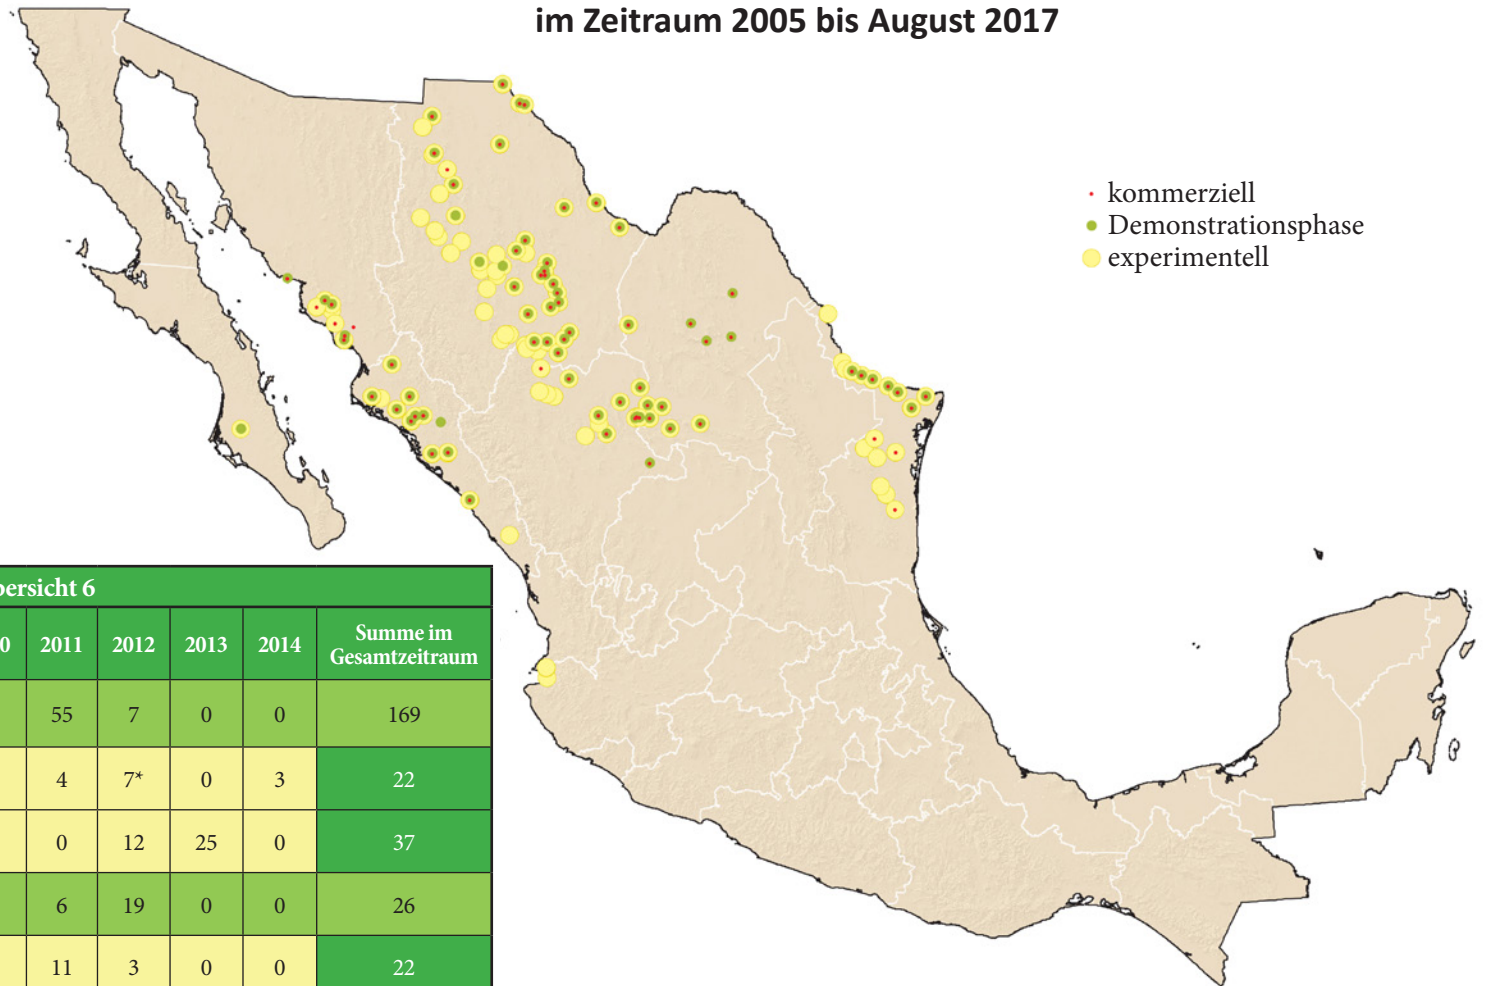 im Zeitraum 2005 bis August 2017
kommerziell
Demonstrationsphase
experimentell
bersicht 6
0 2011 2012 2013 2014 Summe im
Gesamtzeitraum
55 7 0 0 169
4 7* 0 3 22
0 12 25 0 37
6 19 0 0 26
11 3 0 0 22